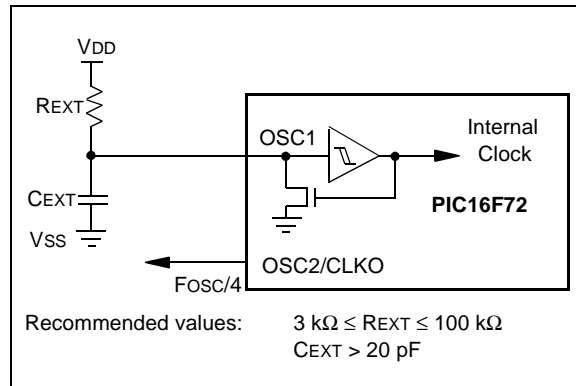 VDD
REXT
CEXT
VSS
OSC1
Internal
Clock
PIC16F72
OSC2/CLKO
FOSC/4
Recommended values: 3 kΩ ≤ REXT ≤ 100 kΩ
CEXT > 20 pF